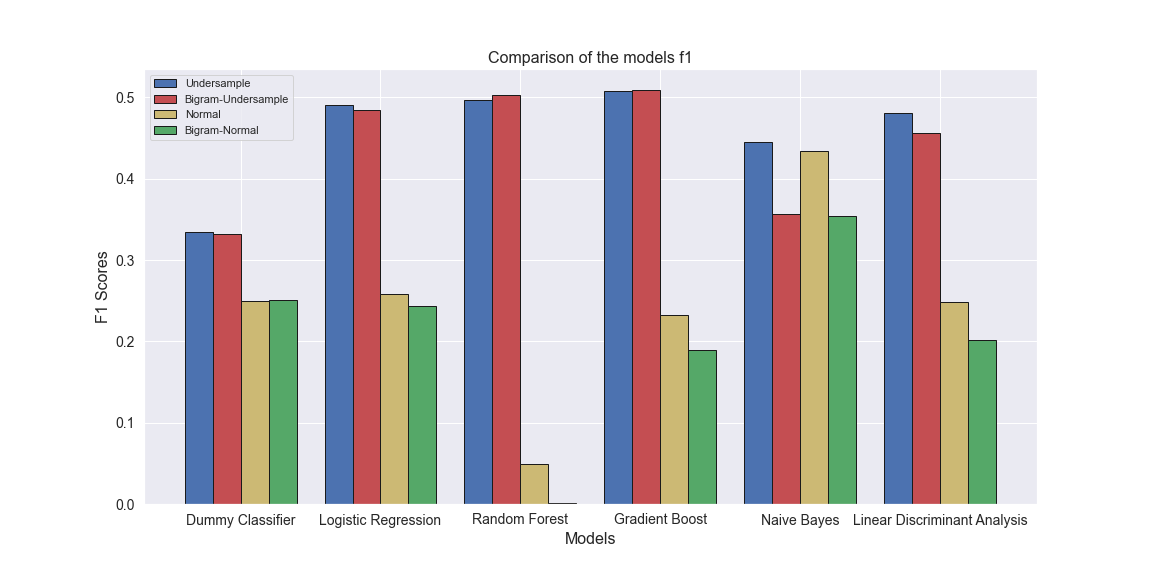 Comparison of the models f1
Undersample
Bigram-Undersample
Normal
Bigram-Normal
F1 Scores
0.5
0.4
0.3
0.2
0.1
0.0
Dummy Classifier Logistic Regression Random Forest Gradient Boost Naive Bayes Linear Discriminant Analysis
Models